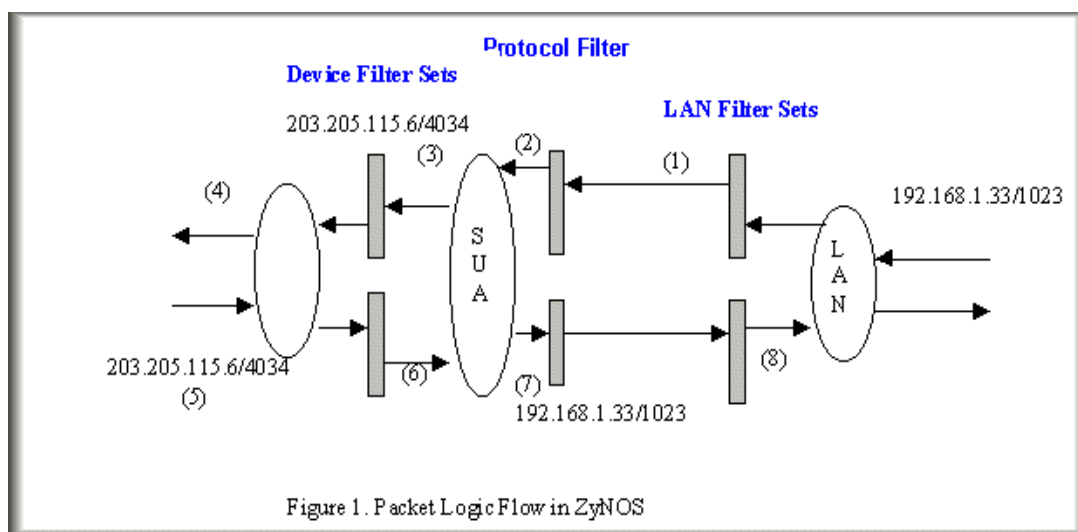 Protocol Filter
Device Filter Sets
LAN Filter Sets
203.205.115.6/4034
(3)
(2)
(1)
(4)
192.168.1.33/1023
S
U
A
L
A
N
203.205.115.6/4034
(5)
(6)
(7)
(8)
192.168.1.33/1023
Figure 1. Packet Logic Flow in ZyNOS